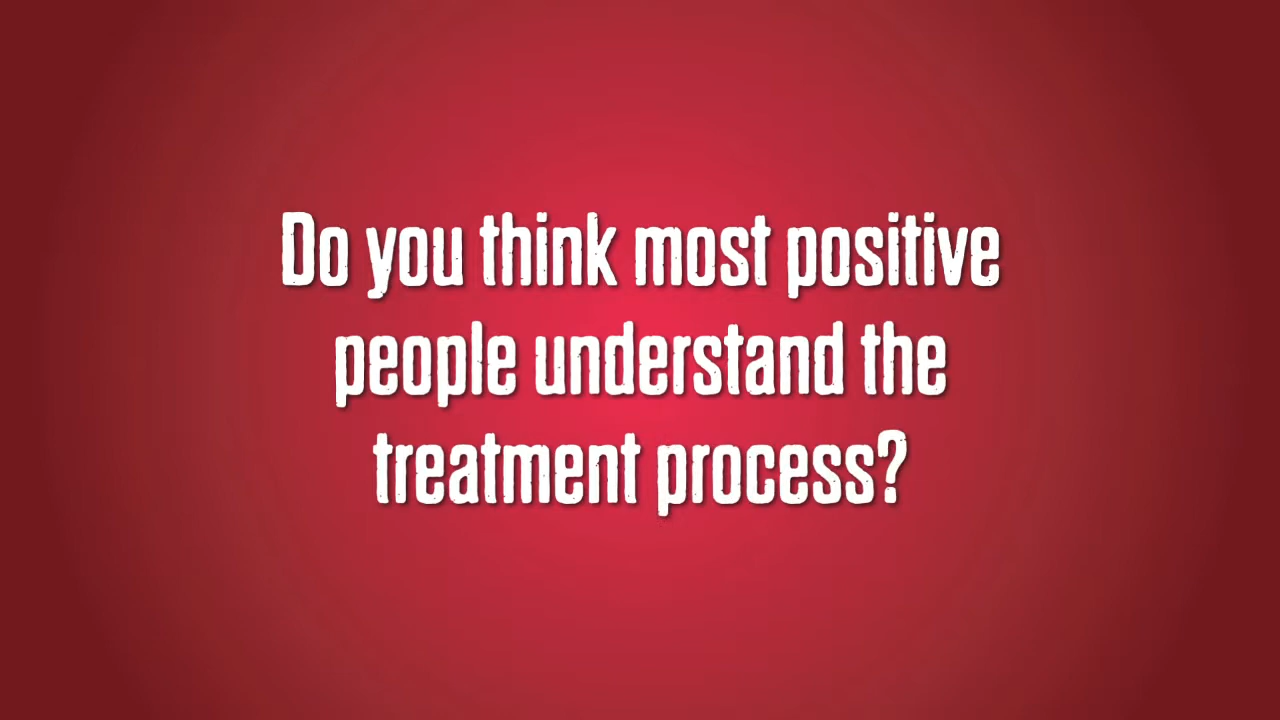 Do you think most positive
people understand the
treatment process?